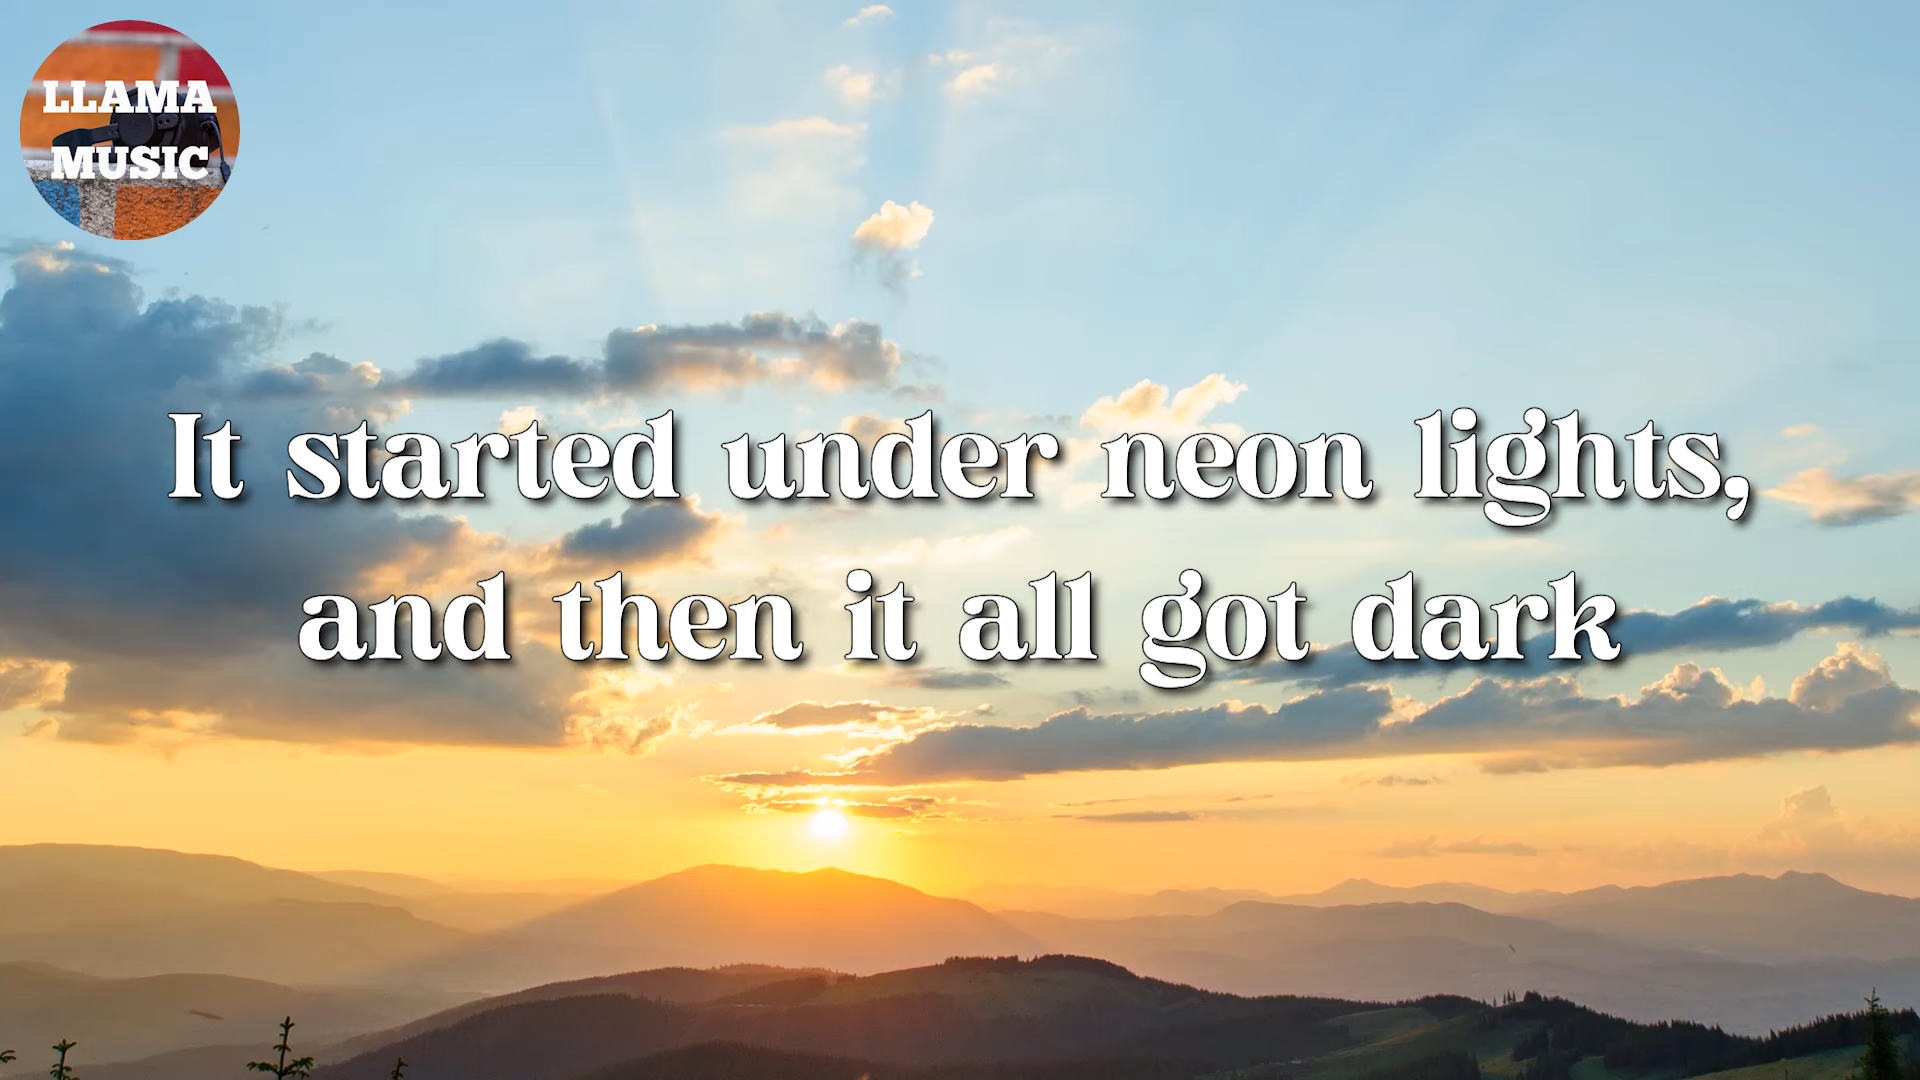 LLAMA
MUSIC
It started under neon lights,
and then it all got dark